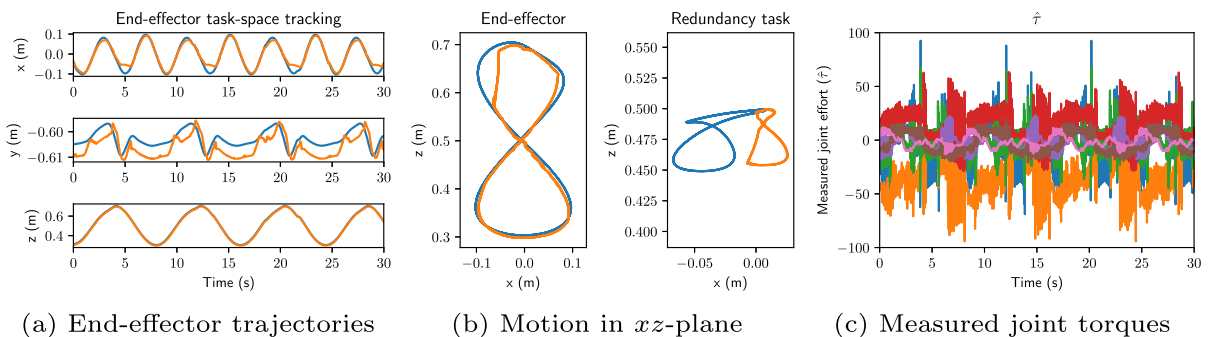 End-effector task-space tracking
x (m)
0.1
0.0
−0.1
0 5 10 15 20 25 30
y (m)
−0.60
−0.61
0 5 10 15 20 25 30
z (m)
0.6
0.4
0 5 10 15 20 25 30
Time (s)
(a) End-effector trajectories
End-effector
z (m)
0.7
0.6
0.5
0.4
0.3
−0.1 0.0 0.1
x (m)
Redundancy task
z (m)
0.550
0.525
0.500
0.475
0.450
0.425
0.400
−0.05 0.00
x (m)
(b) Motion in xz-plane
τ̂
Measured joint effort (τ̂)
100
50
0
−50
−100
0 5 10 15 20 25 30
Time (s)
(c) Measured joint torques